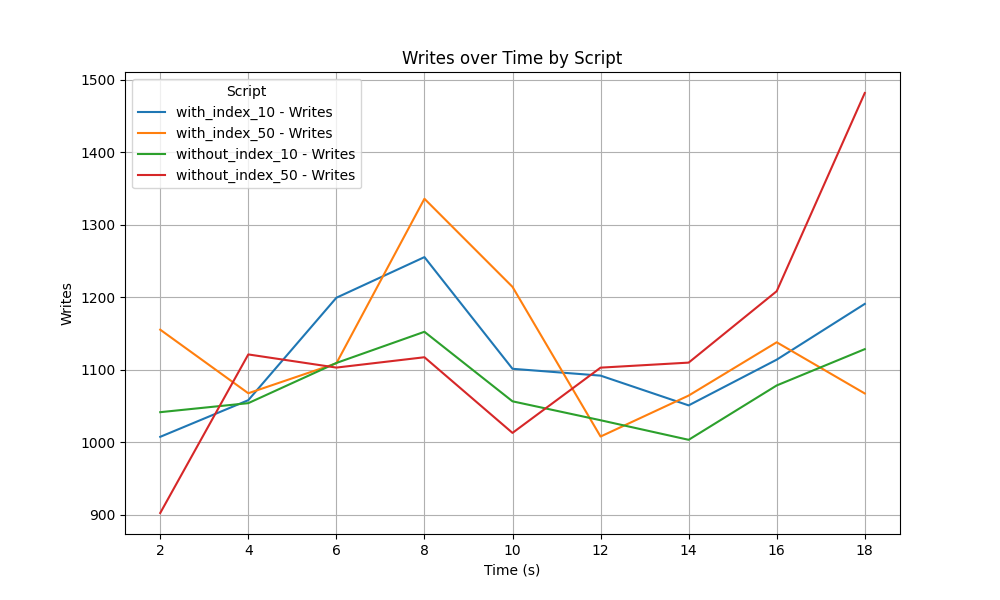 Writes over Time by Script
1500
1400
1300
1200
1100
1000
900
Writes
Script
with_index_10 - Writes
with_index_50 - Writes
without_index_10 - Writes
without_index_50 - Writes
2 4 6 8 10 12 14 16 18
Time (s)